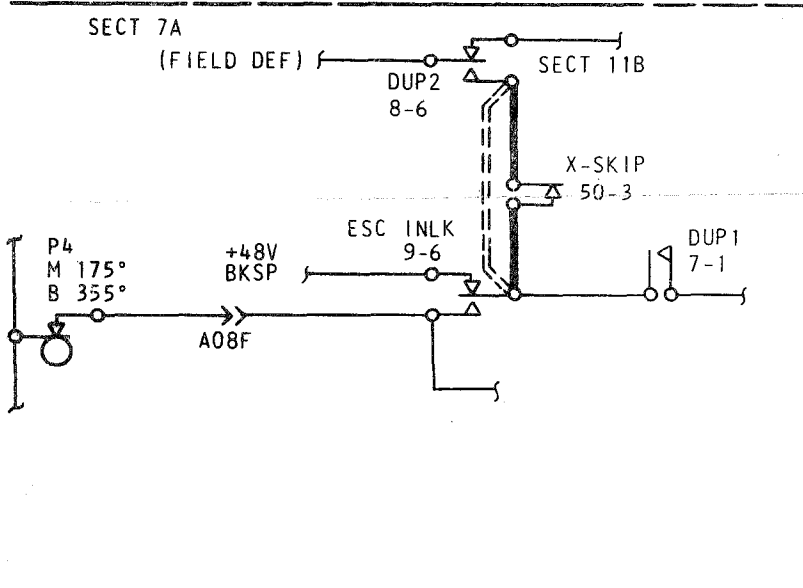 SECT 7A
(FIELD DEF)
SECT 11B
DUP2
8-6
X-SKIP
50-3
ESC INLK
9-6
+48V
BKSP
P4
M 175°
B 355°
DUP1
7-1
A08F